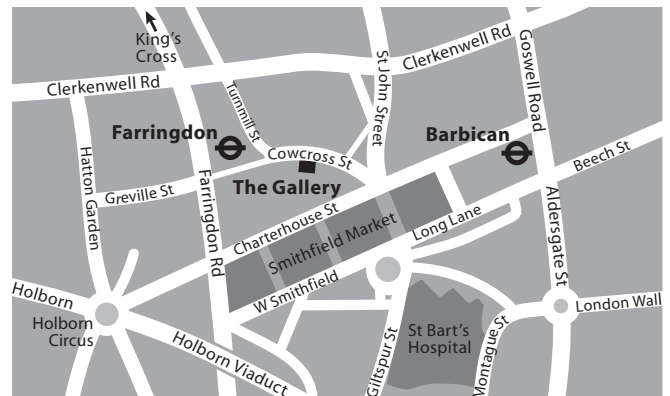 King's
Cross
Clerkenwell Rd
Clerkenwell Rd
St John Street
Goswell Road
Turnmill St
Farringdon
Barbican
Cowcross St
Beech St
Hatton Garden
Greville St
The Gallery
Farringdon Rd
Charterhouse St
Smithfield Market
Long Lane
Aldersgate St
W Smithfield
Holborn
Holborn
Circus
Holborn Viaduct
Giltspur St
St Bart's
Hospital
Montague St
London Wall